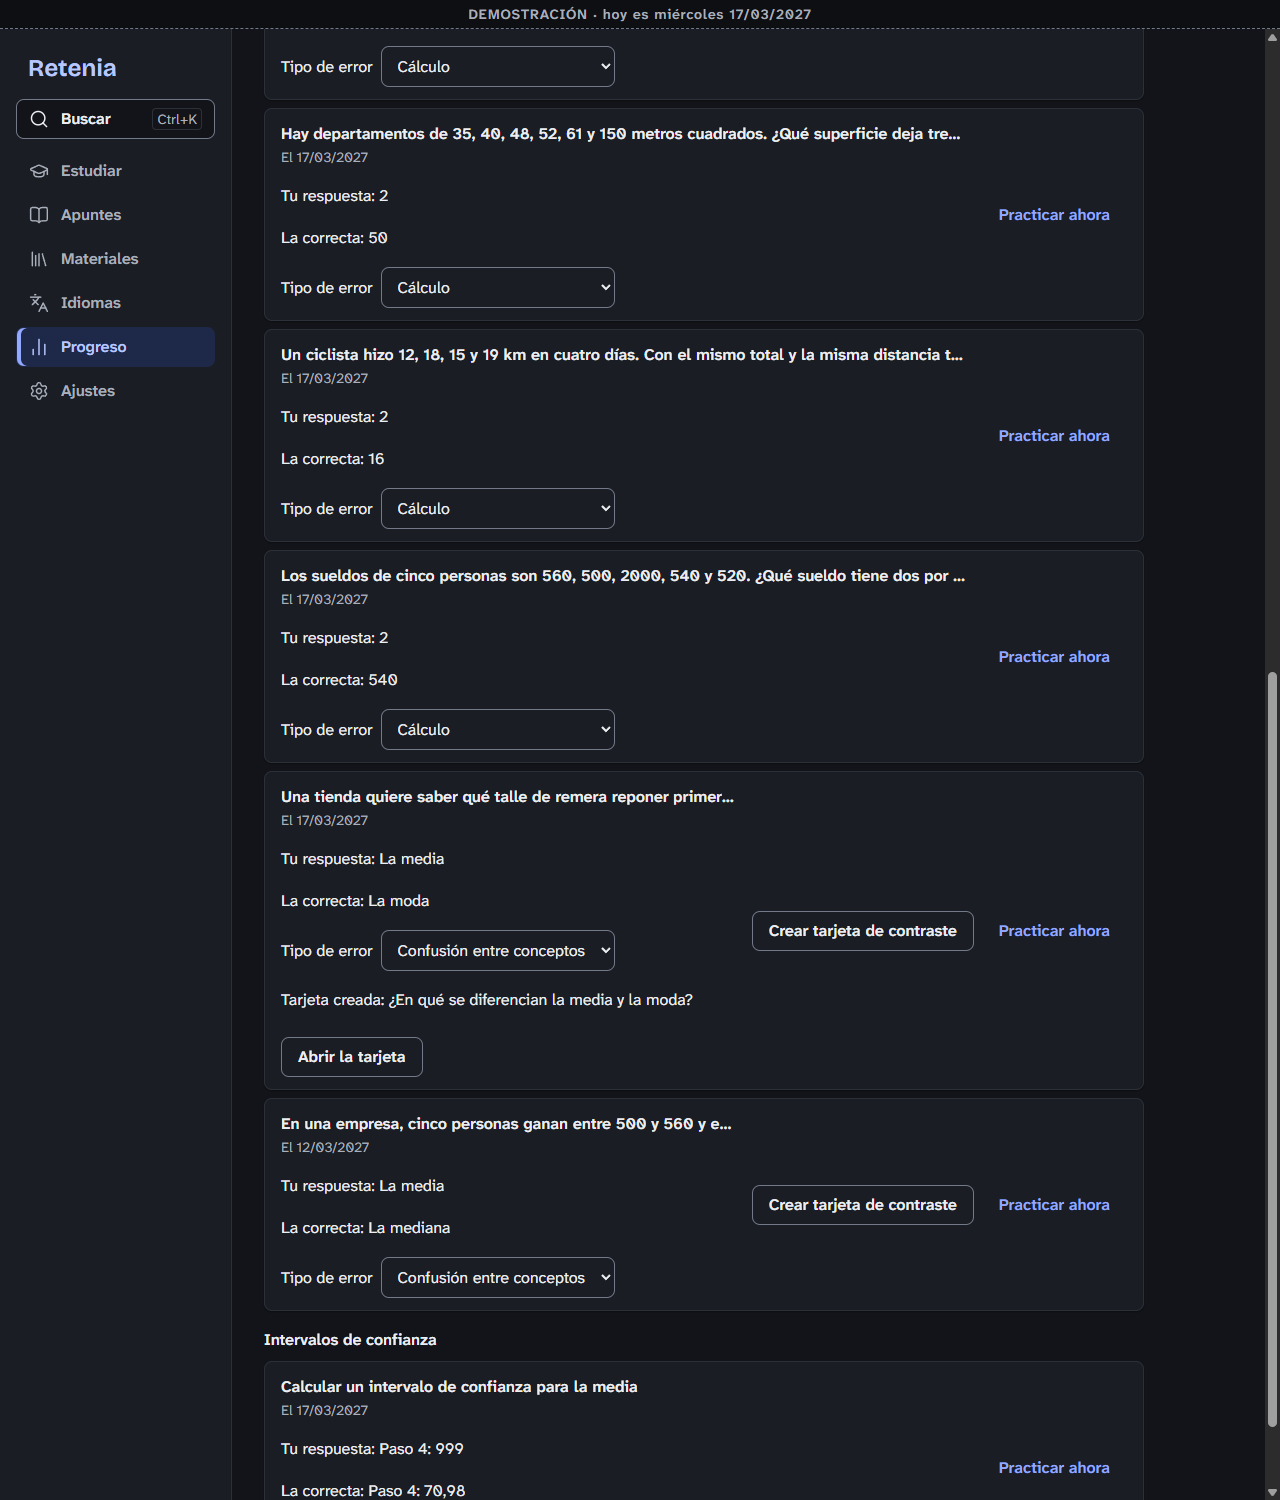 DEMOSTRACIÓN · hoy es miércoles 17/03/2027
Retenia
Buscar Ctrl+K
Estudiar
Apuntes
Materiales
Idiomas
Progreso
Ajustes
Tipo de error Cálculo
Hay departamentos de 35, 40, 48, 52, 61 y 150 metros cuadrados. ¿Qué superficie deja tre...
El 17/03/2027
Tu respuesta: 2
La correcta: 50
Tipo de error Cálculo
Practicar ahora
Un ciclista hizo 12, 18, 15 y 19 km en cuatro días. Con el mismo total y la misma distancia t...
El 17/03/2027
Tu respuesta: 2
La correcta: 16
Tipo de error Cálculo
Practicar ahora
Los sueldos de cinco personas son 560, 500, 2000, 540 y 520. ¿Qué sueldo tiene dos por ...
El 17/03/2027
Tu respuesta: 2
La correcta: 540
Tipo de error Cálculo
Practicar ahora
Una tienda quiere saber qué talle de remera reponer primer...
El 17/03/2027
Tu respuesta: La media
La correcta: La moda
Tipo de error Confusión entre conceptos
Tarjeta creada: ¿En qué se diferencian la media y la moda?
Abrir la tarjeta
Crear tarjeta de contraste
Practicar ahora
En una empresa, cinco personas ganan entre 500 y 560 y e...
El 12/03/2027
Tu respuesta: La media
La correcta: La mediana
Tipo de error Confusión entre conceptos
Crear tarjeta de contraste
Practicar ahora
Intervalos de confianza
Calcular un intervalo de confianza para la media
El 17/03/2027
Tu respuesta: Paso 4: 999
La correcta: Paso 4: 70,98
Practicar ahora